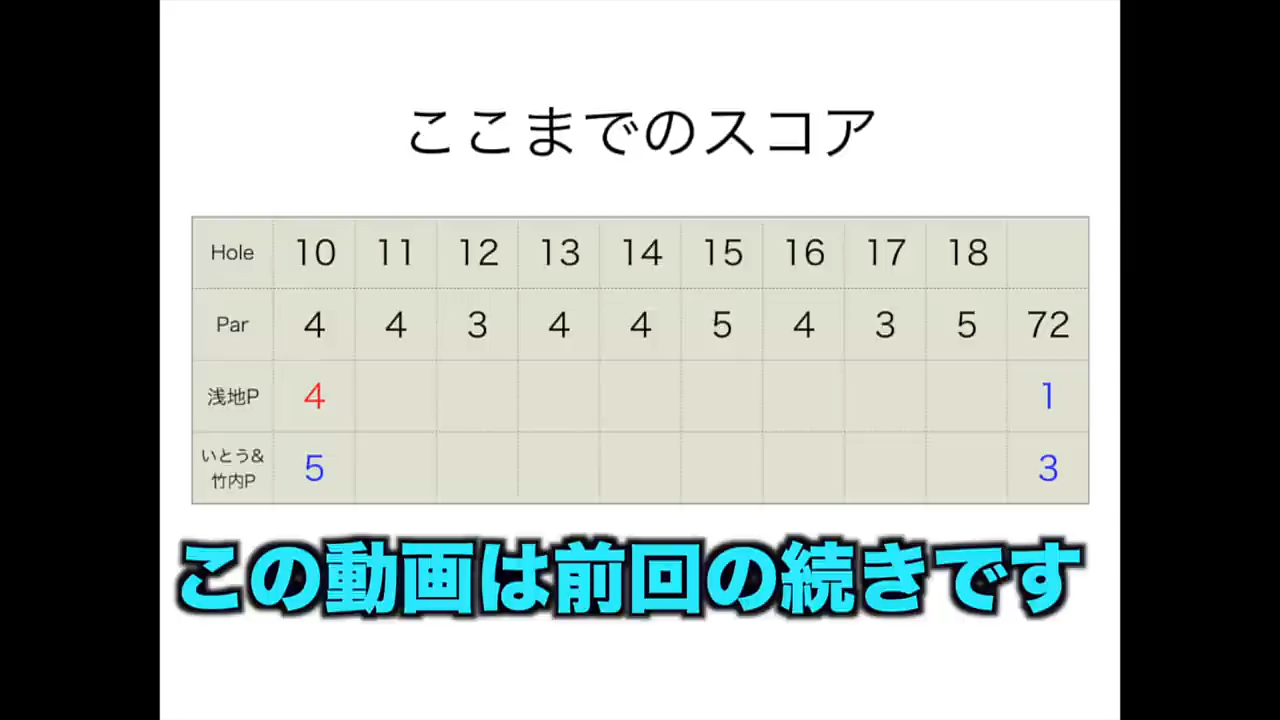 ここまでのスコア
Hole 10 11 12 13 14 15 16 17 18
Par 4 4 3 4 4 5 4 3 5 72
浅地P 4 1
いとう&
竹内P 5 3
この動画は前回の続きです